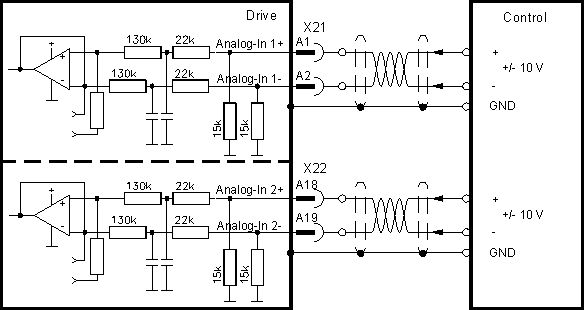 Drive
Control
X21
130k 22k Analog-In 1+ A1
+
+/- 10 V
130k 22k Analog-In 1- A2
-
GND
15k 15k
+
-
X22
130k 22k Analog-In 2+ A18
+
+/- 10 V
130k 22k Analog-In 2- A19
-
GND
15k 15k
+
-